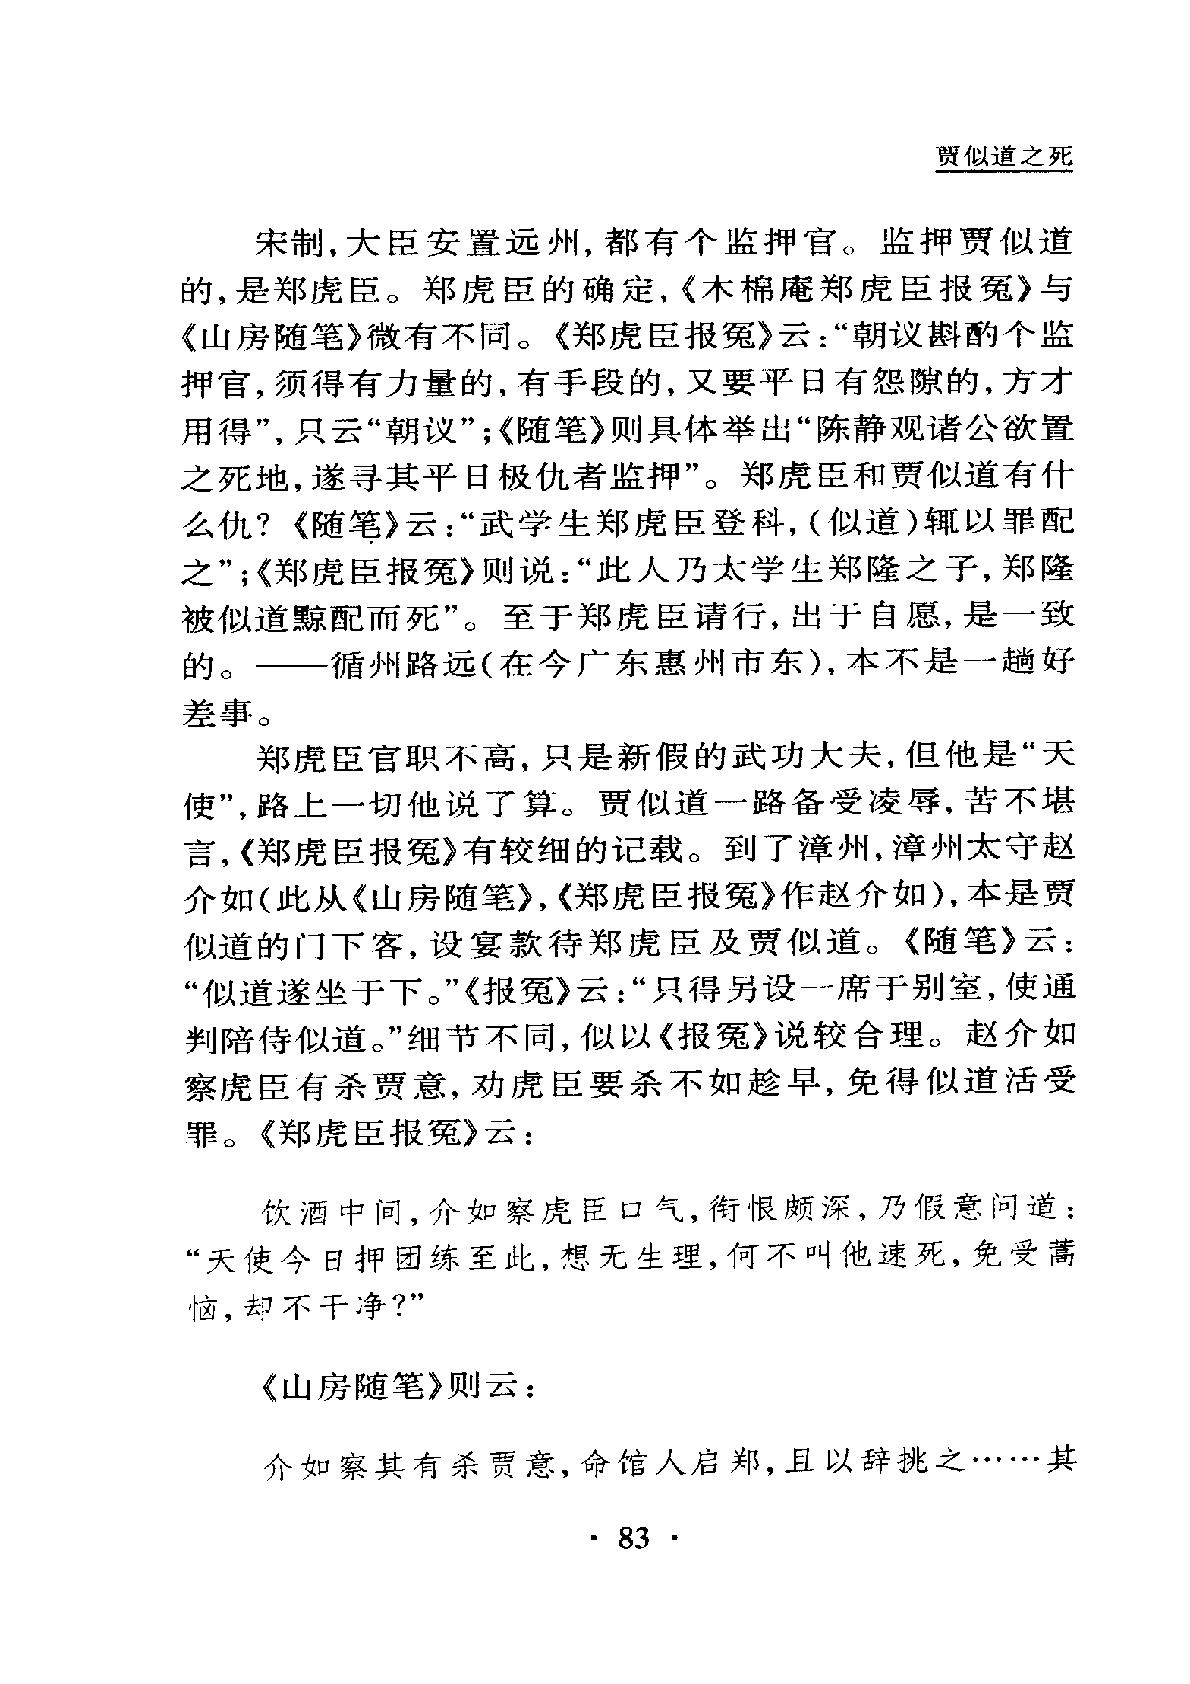 贾似道之死
宋制，大臣安置远州，都有个监押官。监押贾似道
的，是郑虎臣。郑虎臣的确定，《木棉庵郑虎臣报冤》与
《山房随笔》微有不同。《郑虎臣报冤》云：“朝议斟酌个监
押官，须得有力量的，有手段的，又要平日有怨隙的，方才
用得”，只云“朝议”；《随笔》则具体举出“陈静观诸公欲置
之死地，遂寻其平日极仇者监押”。郑虎臣和贾似道有什
么仇？《随笔》云：“武学生郑虎臣登科，（似道）辄以罪配
之”；《郑虎臣报冤》则说：“此人乃太学生郑隆之子，郑隆
被似道黥配而死”。至于郑虎臣请行，出于自愿，是一致
的。——循州路远（在今广东惠州市东），本不是一趟好
差事。
郑虎臣官职不高，只是新假的武功大夫，但他是“天
使”，路上一切他说了算。贾似道一路备受凌辱，苦不堪
言，《郑虎臣报冤》有较细的记载。到了漳州，漳州太守赵
介如（此从《山房随笔》，《郑虎臣报冤》作赵介如），本是贾
似道的门下客，设宴款待郑虎臣及贾似道。《随笔》云：
“似道遂坐于下。”《报冤》云：“只得另设一席于别室，使通
判陪侍似道。”细节不同，似以《报冤》说较合理。赵介如
察虎臣有杀贾意，劝虎臣要杀不如趁早，免得似道活受
罪。《郑虎臣报冤》云：
饮酒中间，介如察虎臣口气，衔恨颇深，乃假意问道：
“天使今日押团练至此，想无生理，何不叫他速死，免受蒿
恼，却不干净？”
《山房随笔》则云：
介如察其有杀贾意，命馆人启郑，且以辞挑之……其
· 83 ·